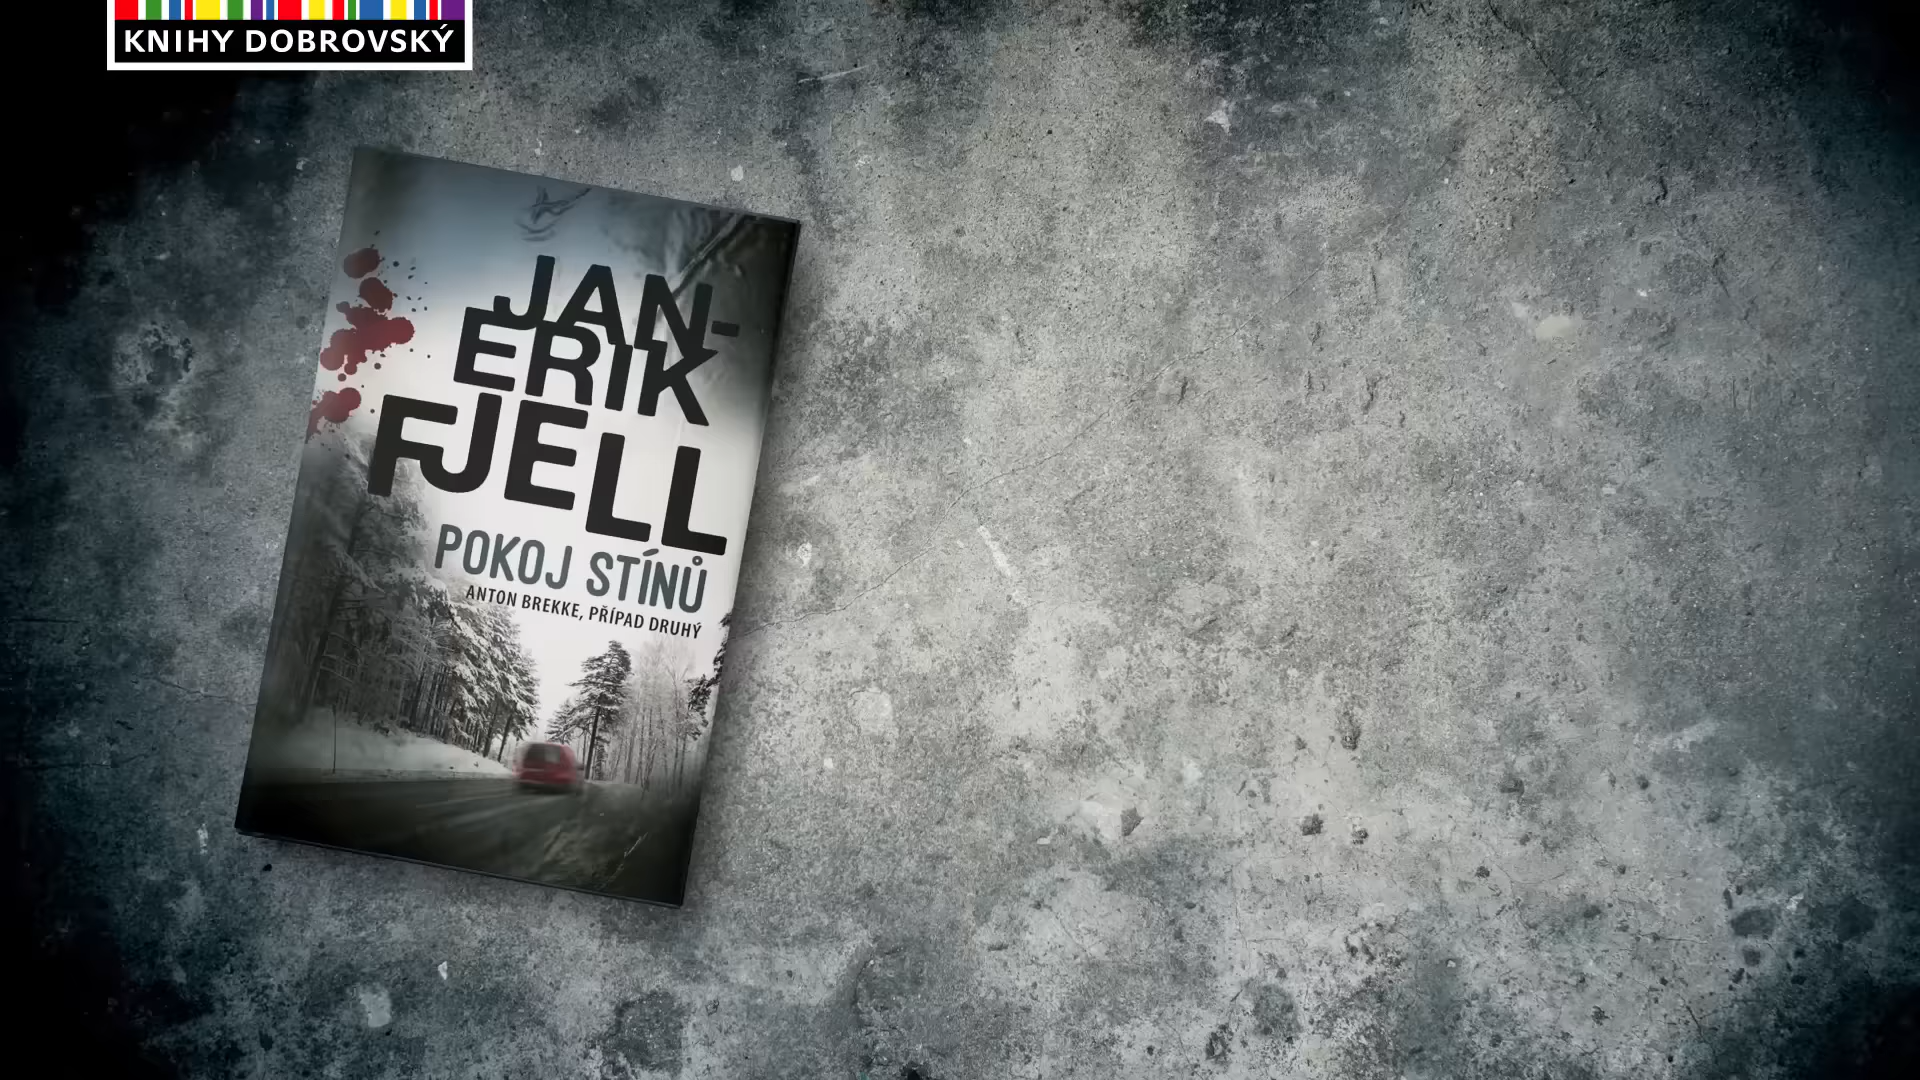 KNIHY DOBROVSKÝ
JAN-
ERIK
FJELL
POKOJ STÍNŮ
ANTON BREKKE, PŘÍPAD DRUHÝ